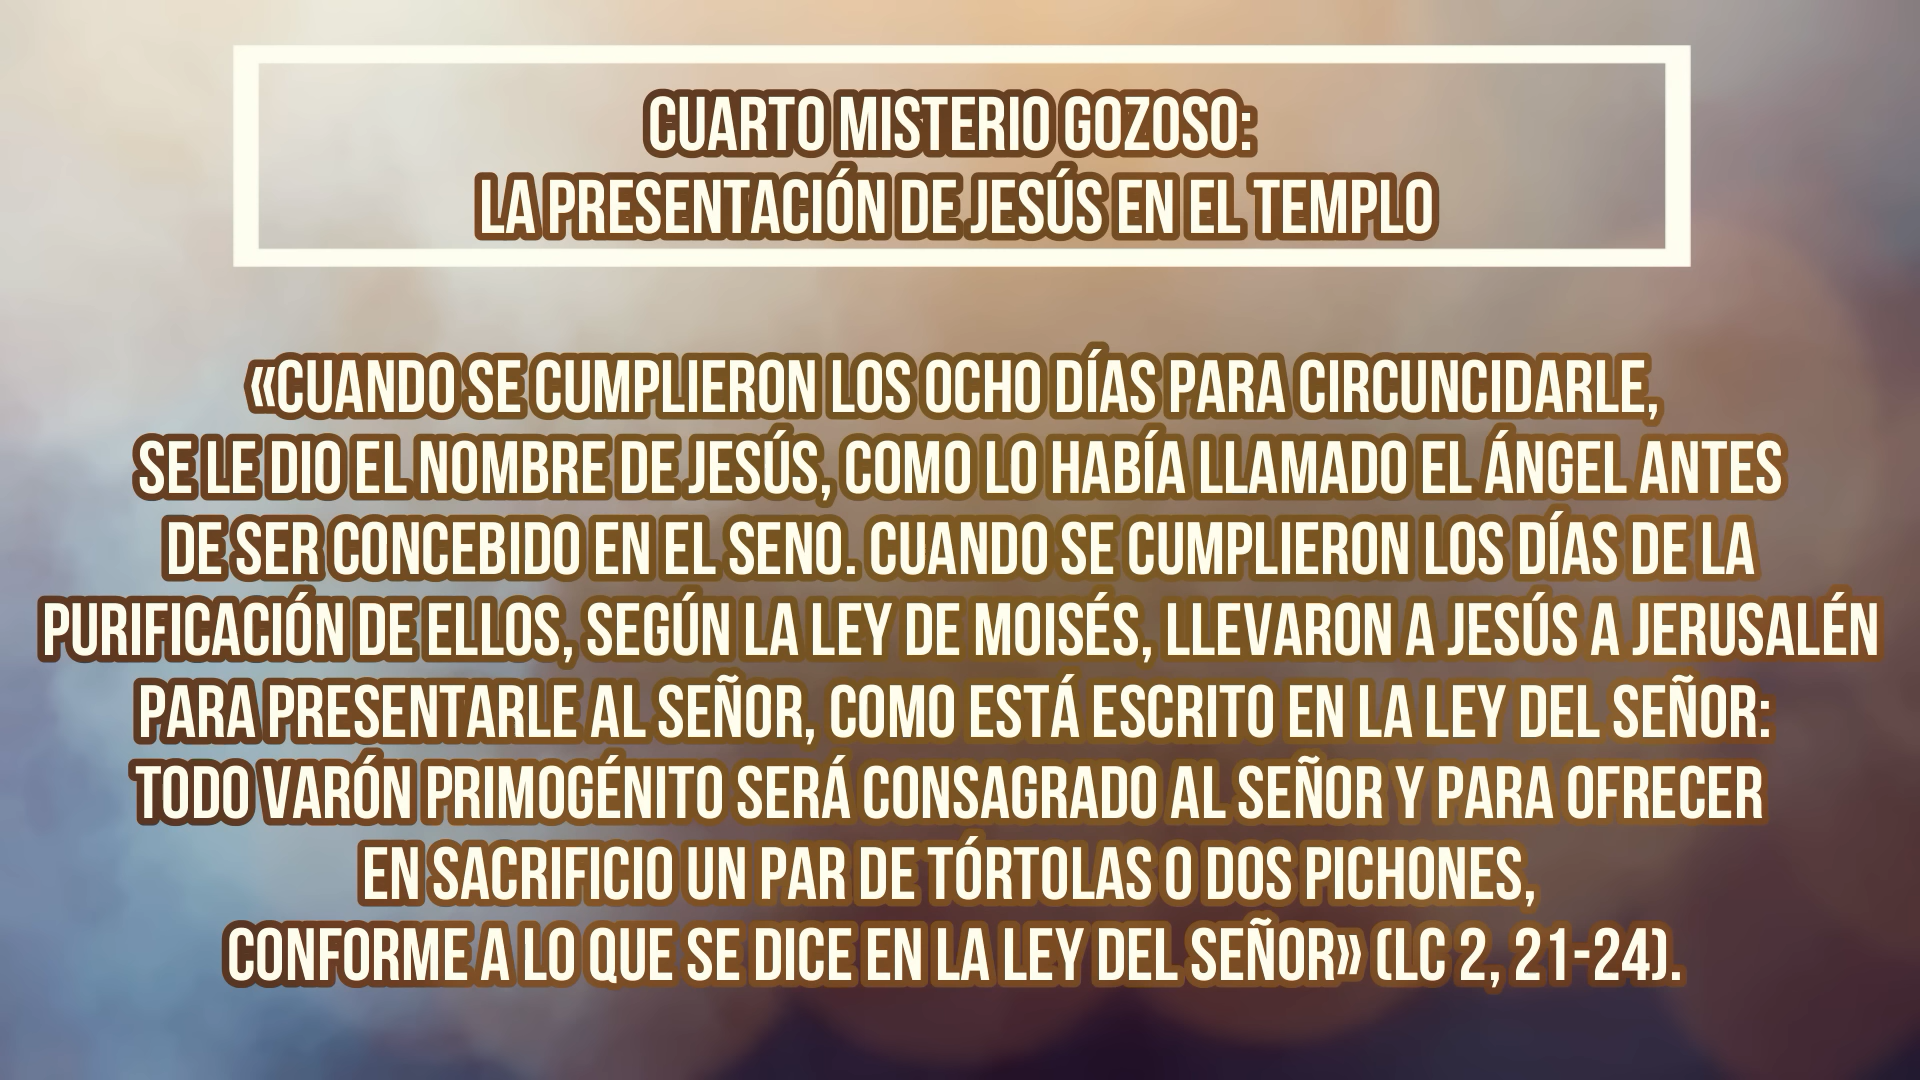 CUARTO MISTERIO GOZOSO:
LA PRESENTACIÓN DE JESÚS EN EL TEMPLO
«CUANDO SE CUMPLIERON LOS OCHO DÍAS PARA CIRCUNCIDARLE,
SE LE DIO EL NOMBRE DE JESÚS, COMO LO HABÍA LLAMADO EL ÁNGEL ANTES
DE SER CONCEBIDO EN EL SENO. CUANDO SE CUMPLIERON LOS DÍAS DE LA
PURIFICACIÓN DE ELLOS, SEGÚN LA LEY DE MOISÉS, LLEVARON A JESÚS A JERUSALÉN
PARA PRESENTARLE AL SEÑOR, COMO ESTÁ ESCRITO EN LA LEY DEL SEÑOR:
TODO VARÓN PRIMOGÉNITO SERÁ CONSAGRADO AL SEÑOR Y PARA OFRECER
EN SACRIFICIO UN PAR DE TÓRTOLAS O DOS PICHONES,
CONFORME A LO QUE SE DICE EN LA LEY DEL SEÑOR» (LC 2, 21-24).